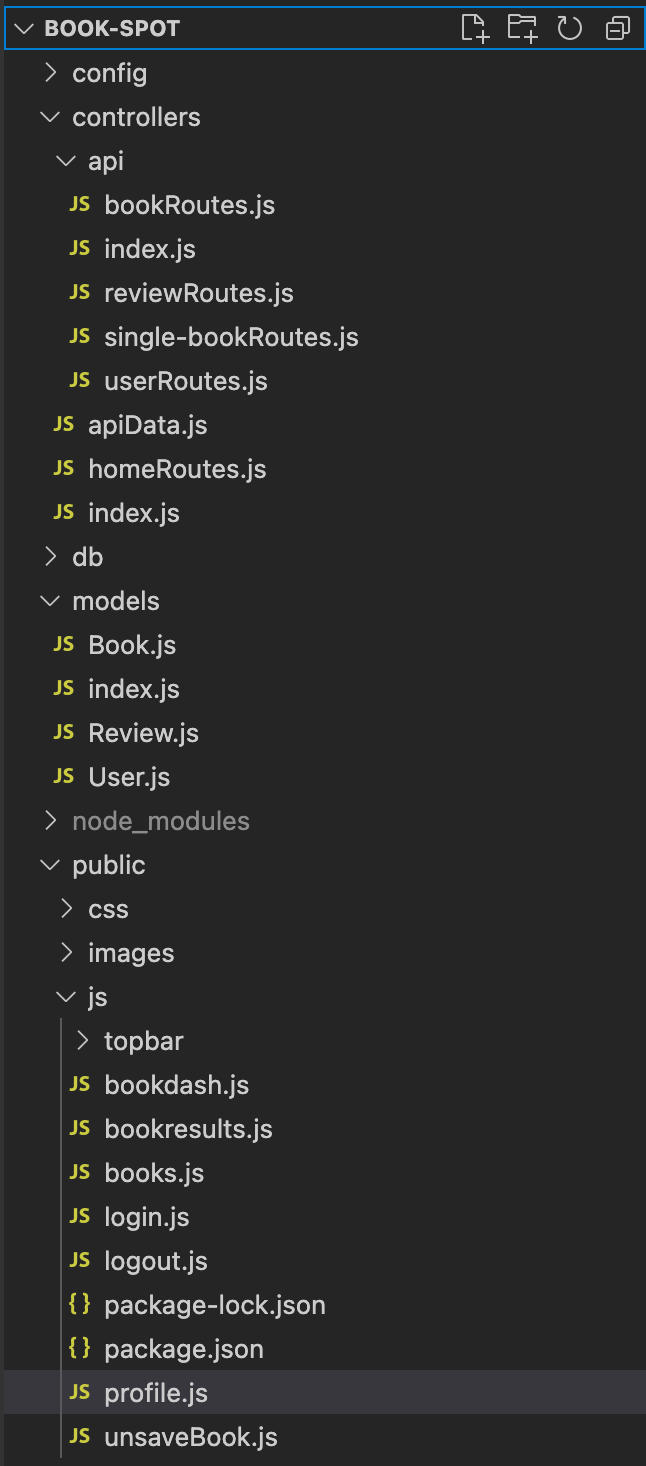 BOOK-SPOT
config
controllers
api
JS bookRoutes.js
JS index.js
JS reviewRoutes.js
JS single-bookRoutes.js
JS userRoutes.js
JS apiData.js
JS homeRoutes.js
JS index.js
db
models
JS Book.js
JS index.js
JS Review.js
JS User.js
node_modules
public
css
images
js
topbar
JS bookdash.js
JS bookresults.js
JS books.js
JS login.js
JS logout.js
{} package-lock.json
{} package.json
JS profile.js
JS unsaveBook.js